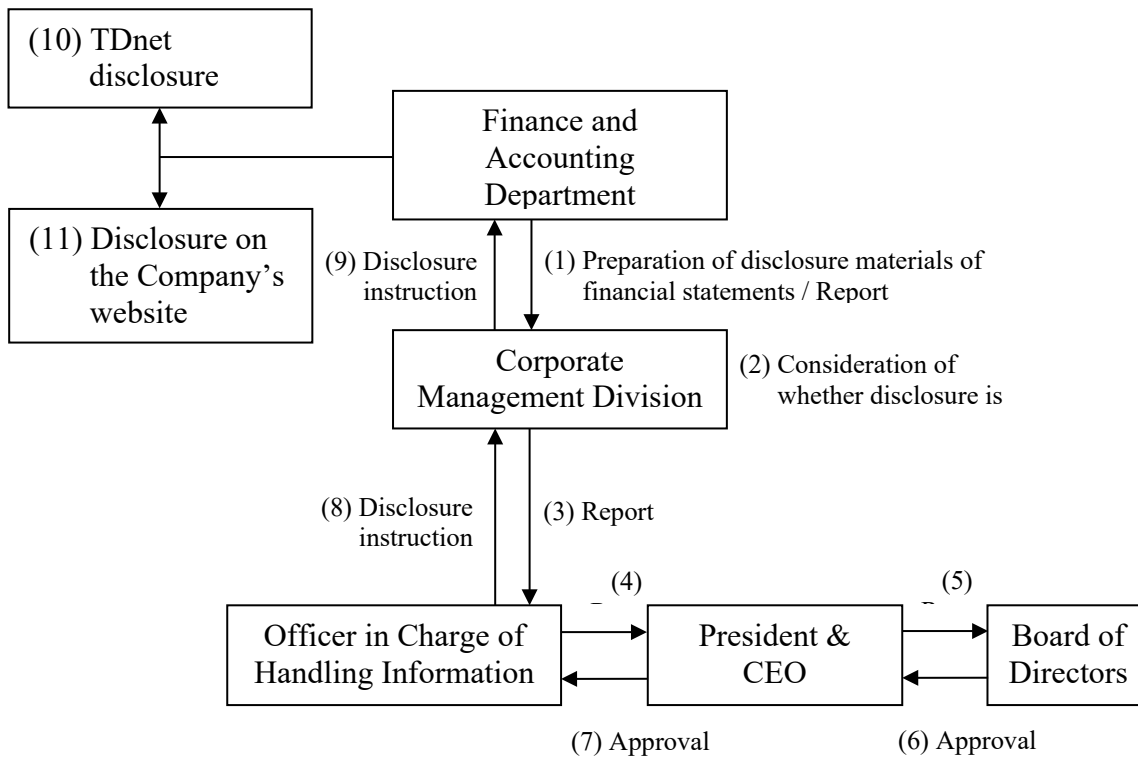 (10) TDnet
disclosure
Finance and
Accounting
Department
(11) Disclosure on
the Company’s
website
(9) Disclosure
instruction
(1) Preparation of disclosure materials of
financial statements / Report
Corporate
Management Division
(2) Consideration of
whether disclosure is
(8) Disclosure
instruction
(3) Report
(4)
(5)
Officer in Charge of
Handling Information
President &
CEO
Board of
Directors
(7) Approval
(6) Approval